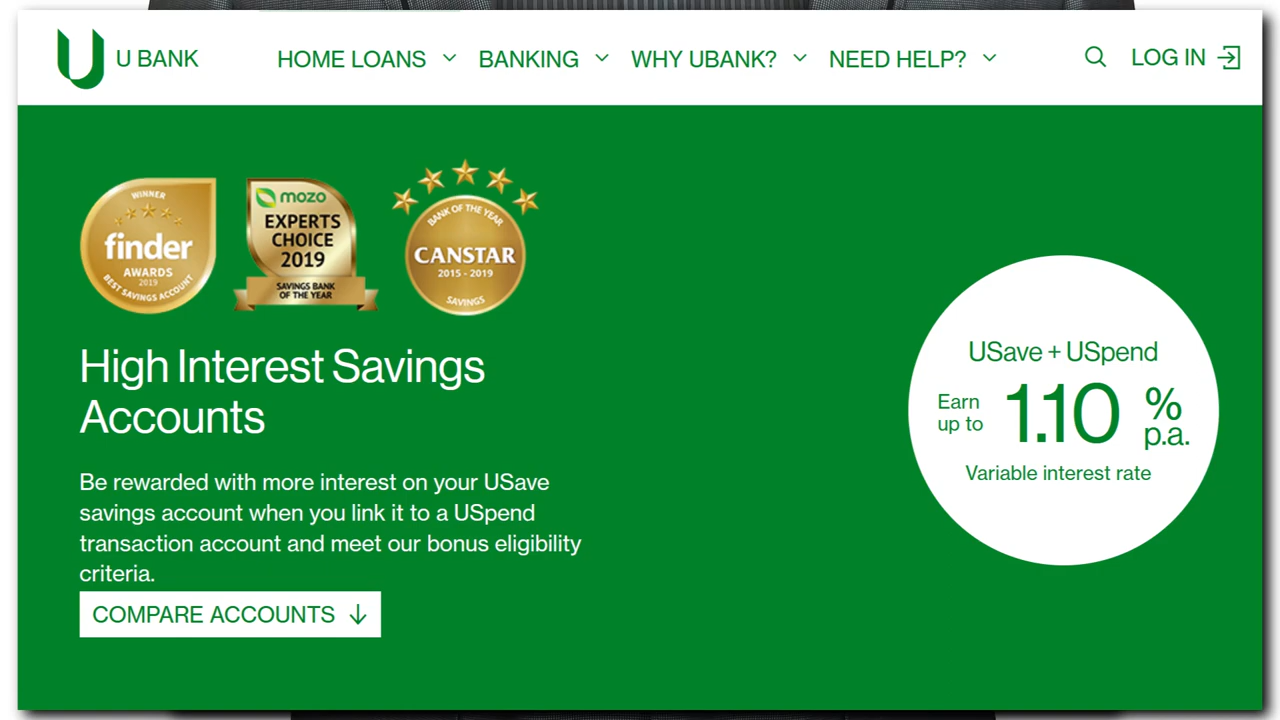 U BANK
HOME LOANS
BANKING
WHY UBANK?
NEED HELP?
LOG IN
WINNER
finder
AWARDS
2019
BEST SAVINGS ACCOUNT
mozo
EXPERTS
CHOICE
2019
SAVINGS BANK
OF THE YEAR
BANK OF THE YEAR
CANSTAR
2015 - 2019
SAVINGS
High Interest Savings
Accounts
Be rewarded with more interest on your USave
savings account when you link it to a USpend
transaction account and meet our bonus eligibility
criteria.
COMPARE ACCOUNTS
USave + USpend
Earn
up to
1.10 %
p.a.
Variable interest rate